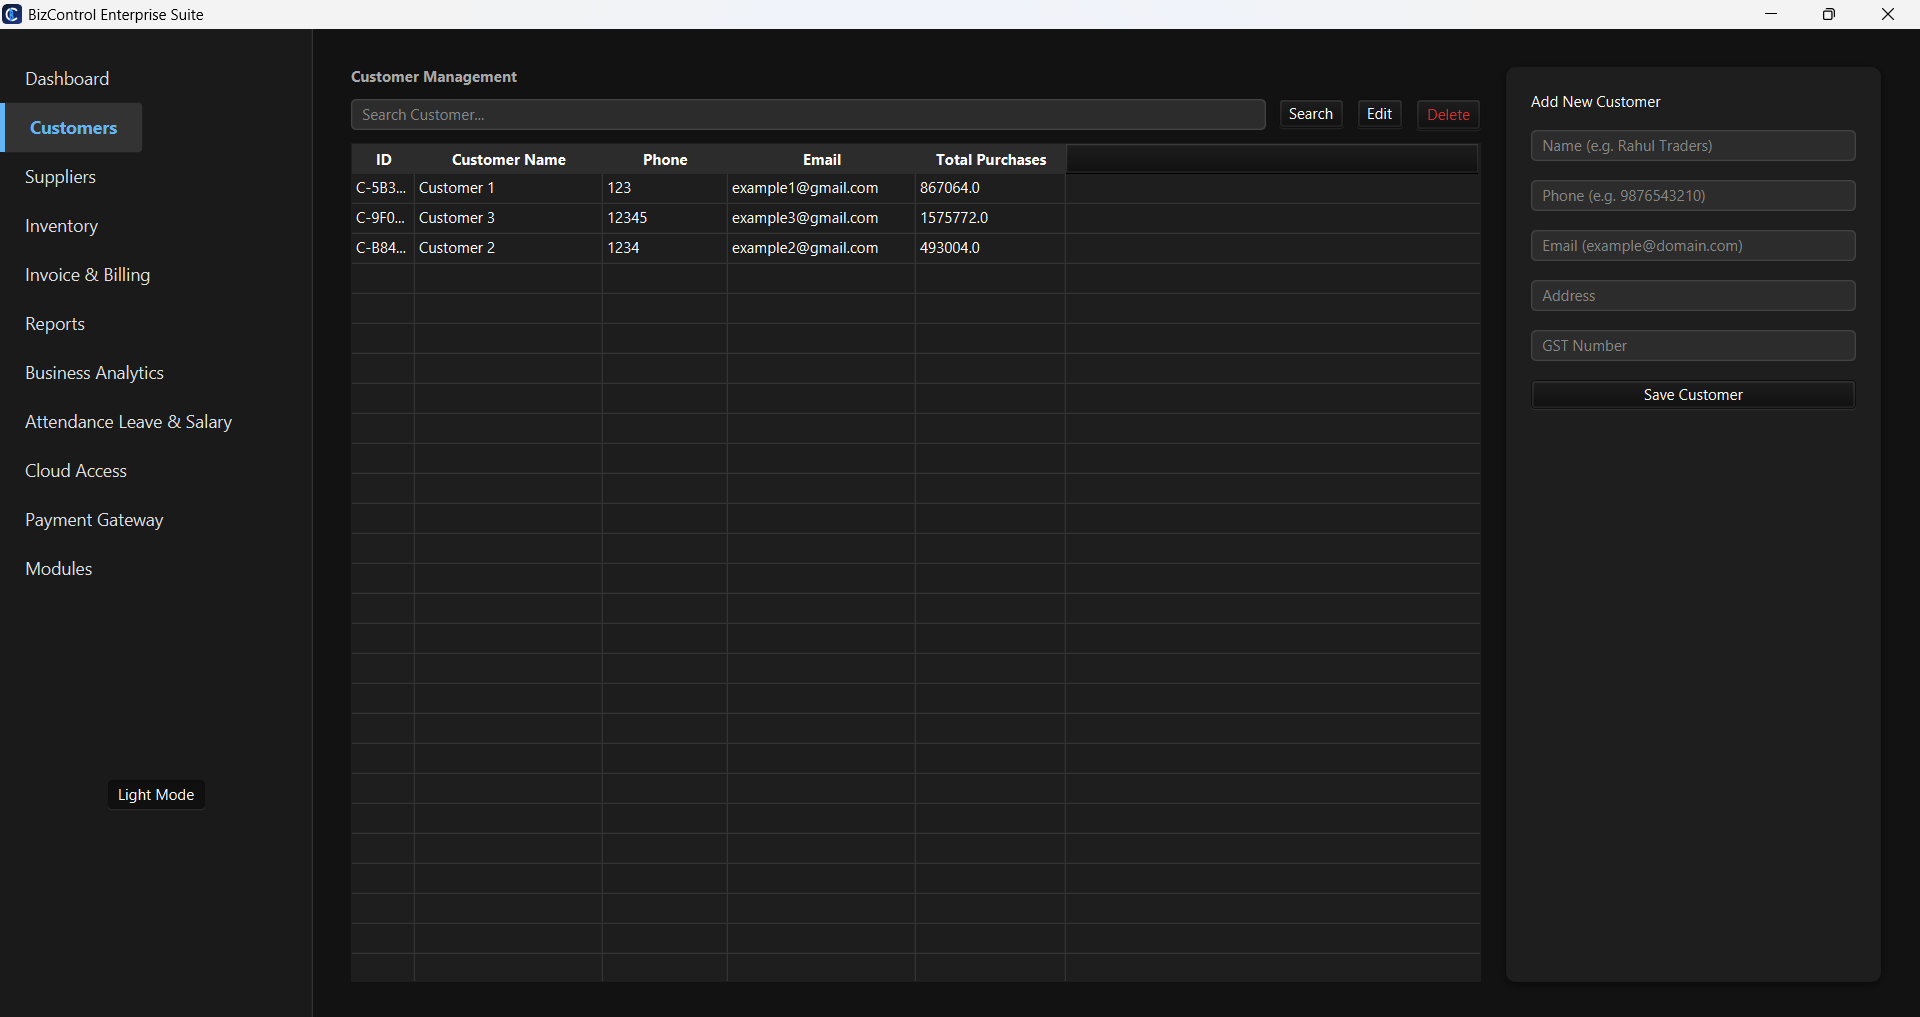 BizControl Enterprise Suite
Dashboard
Customers
Suppliers
Inventory
Invoice & Billing
Reports
Business Analytics
Attendance Leave & Salary
Cloud Access
Payment Gateway
Modules
Light Mode
Customer Management
Search Customer...
Search Edit Delete
ID Customer Name Phone Email Total Purchases
C-5B3... Customer 1 123 example1@gmail.com 867064.0
C-9F0... Customer 3 12345 example3@gmail.com 1575772.0
C-B84... Customer 2 1234 example2@gmail.com 493004.0
Add New Customer
Name (e.g. Rahul Traders)
Phone (e.g. 9876543210)
Email (example@domain.com)
Address
GST Number
Save Customer